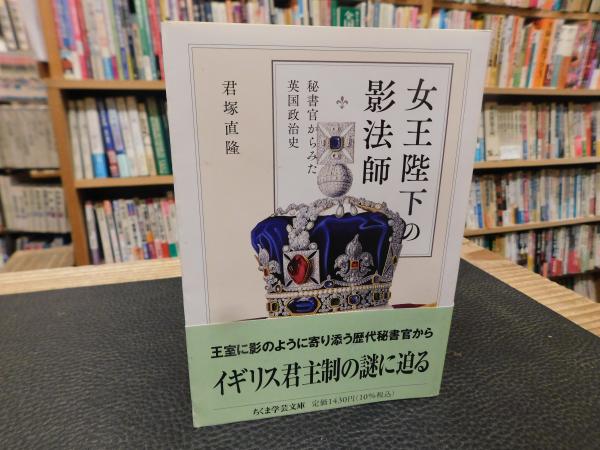 女王陛下の
影法師
秘書官からみた
英国政治史
君塚直隆
王室に影のように寄り添う歴代秘書官から
イギリス君主制の謎に迫る
ちくま学芸文庫 定価1430円(10%税込)